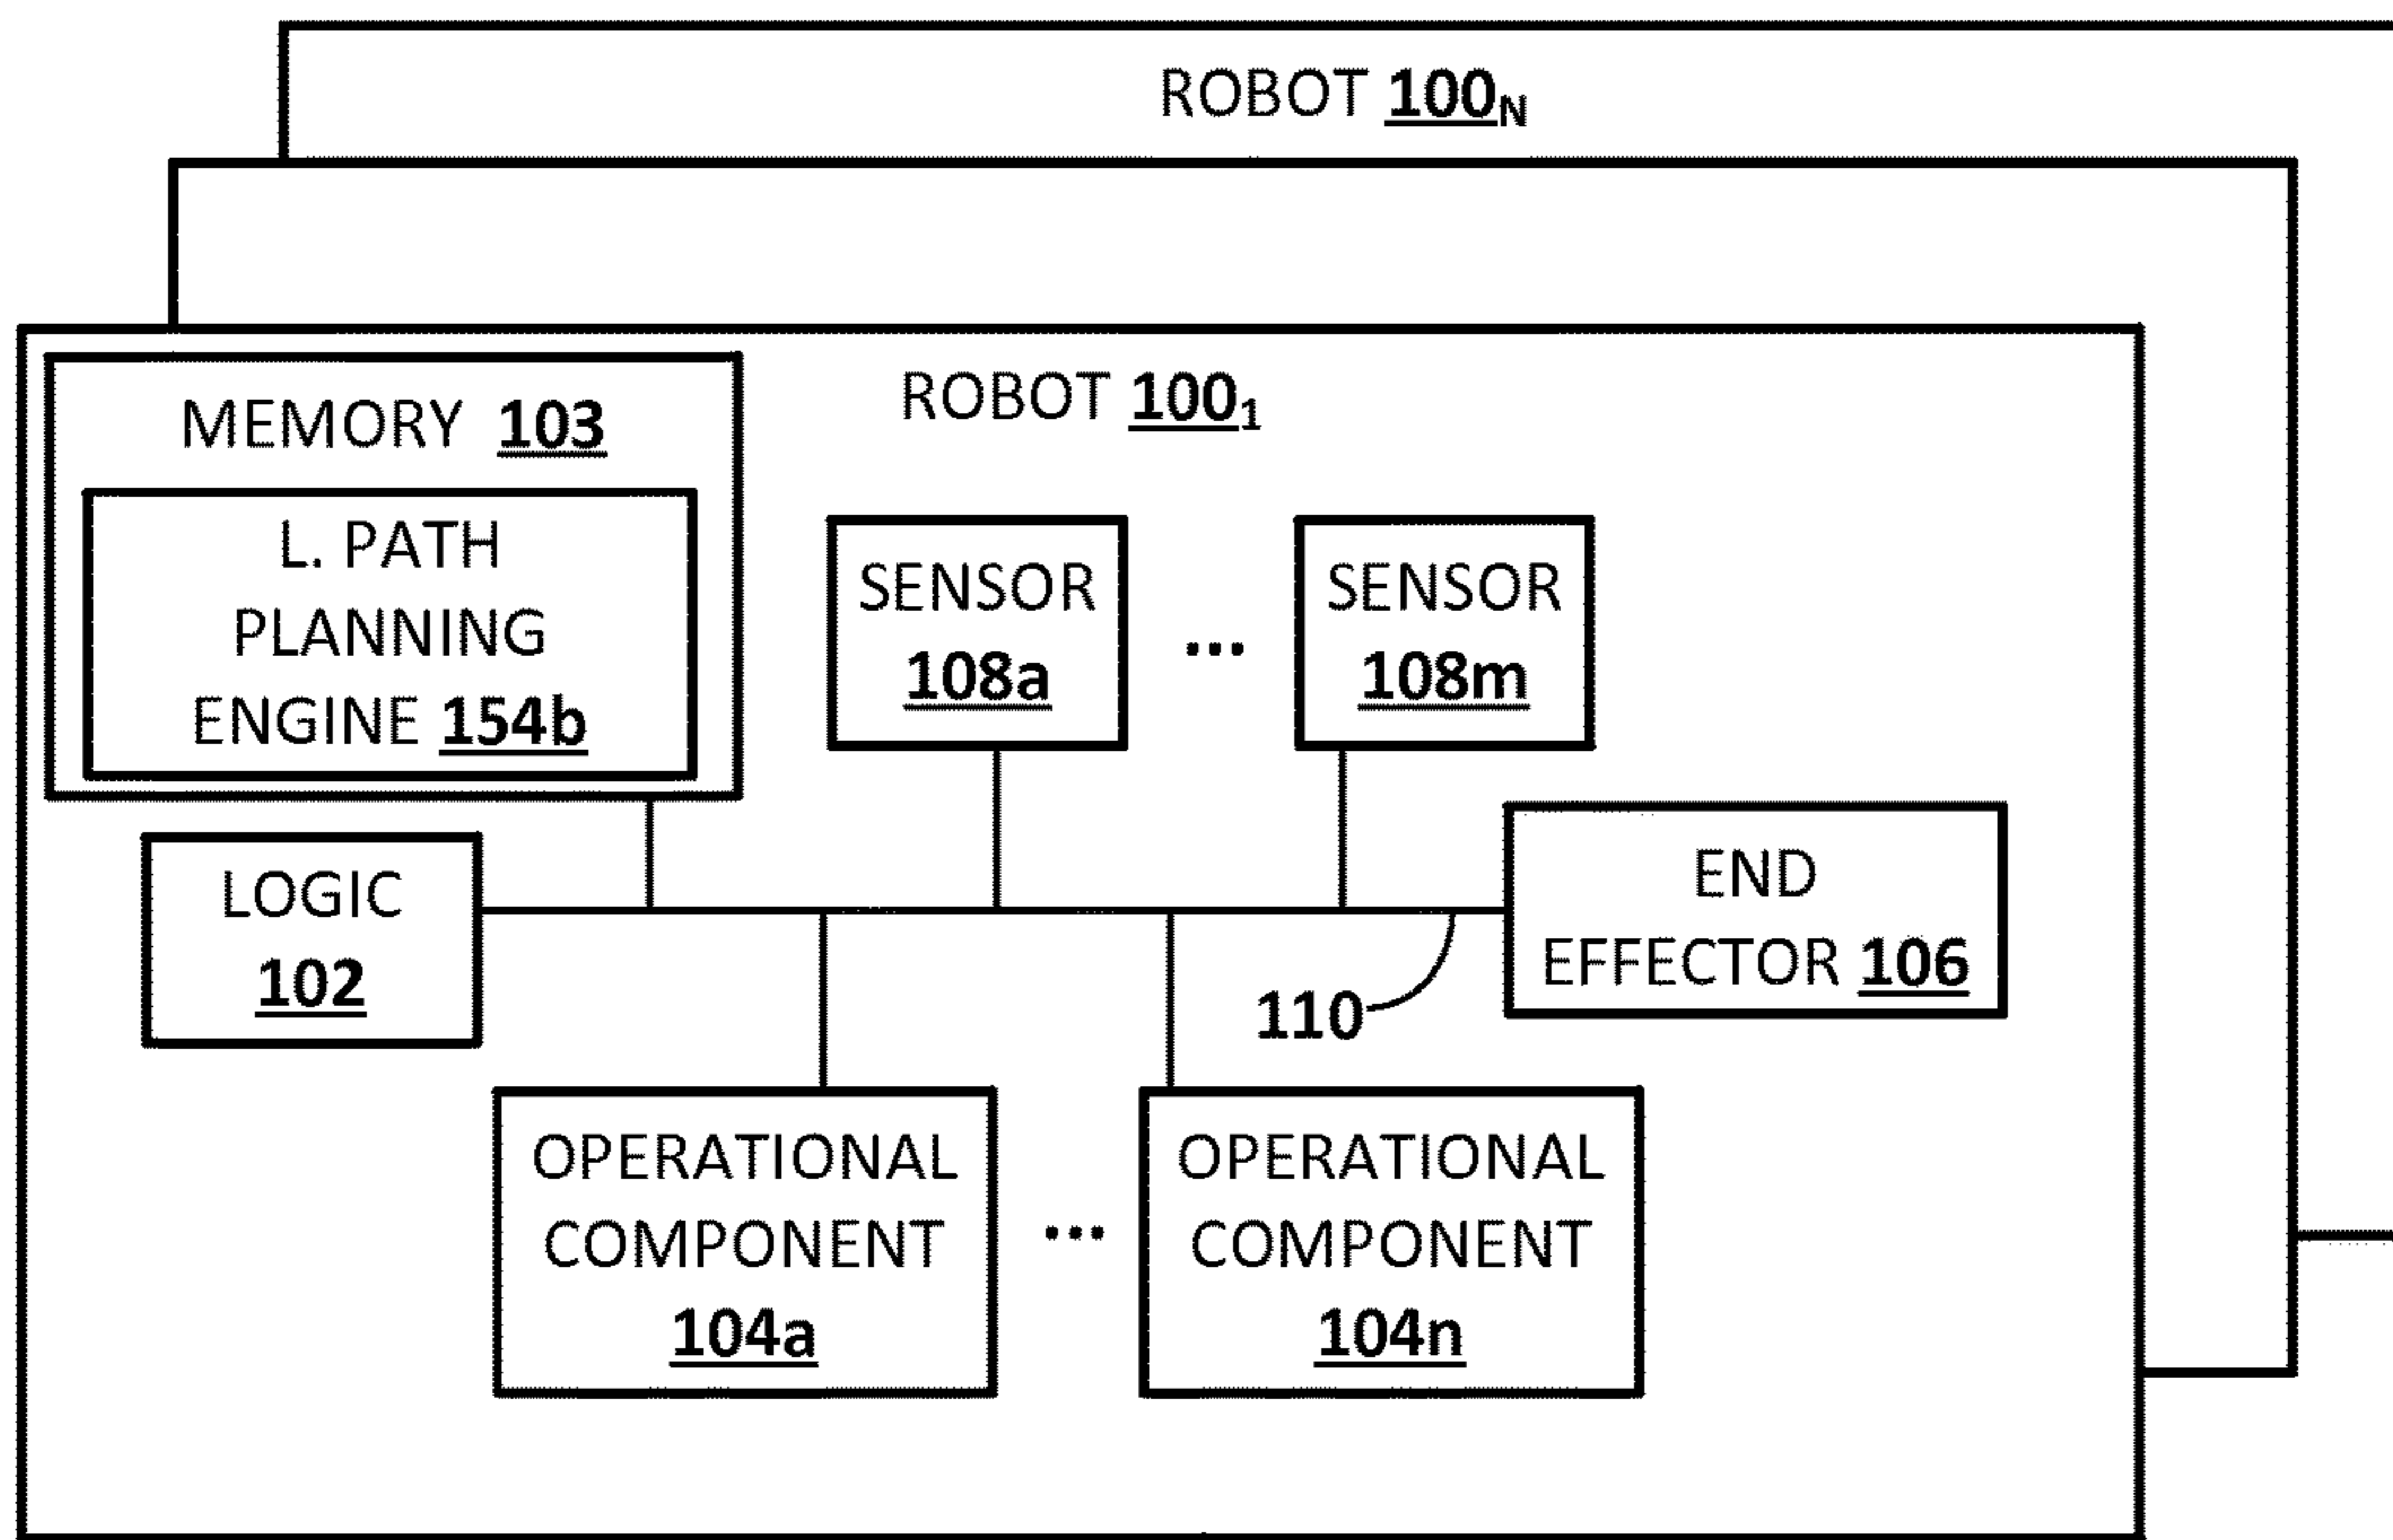 ROBOT 100N
ROBOT 1001
MEMORY 103
L. PATH
PLANNING
ENGINE 154b
SENSOR
108a
...
SENSOR
108m
LOGIC
102
END
EFFECTOR 106
110
OPERATIONAL
COMPONENT
104a
...
OPERATIONAL
COMPONENT
104n